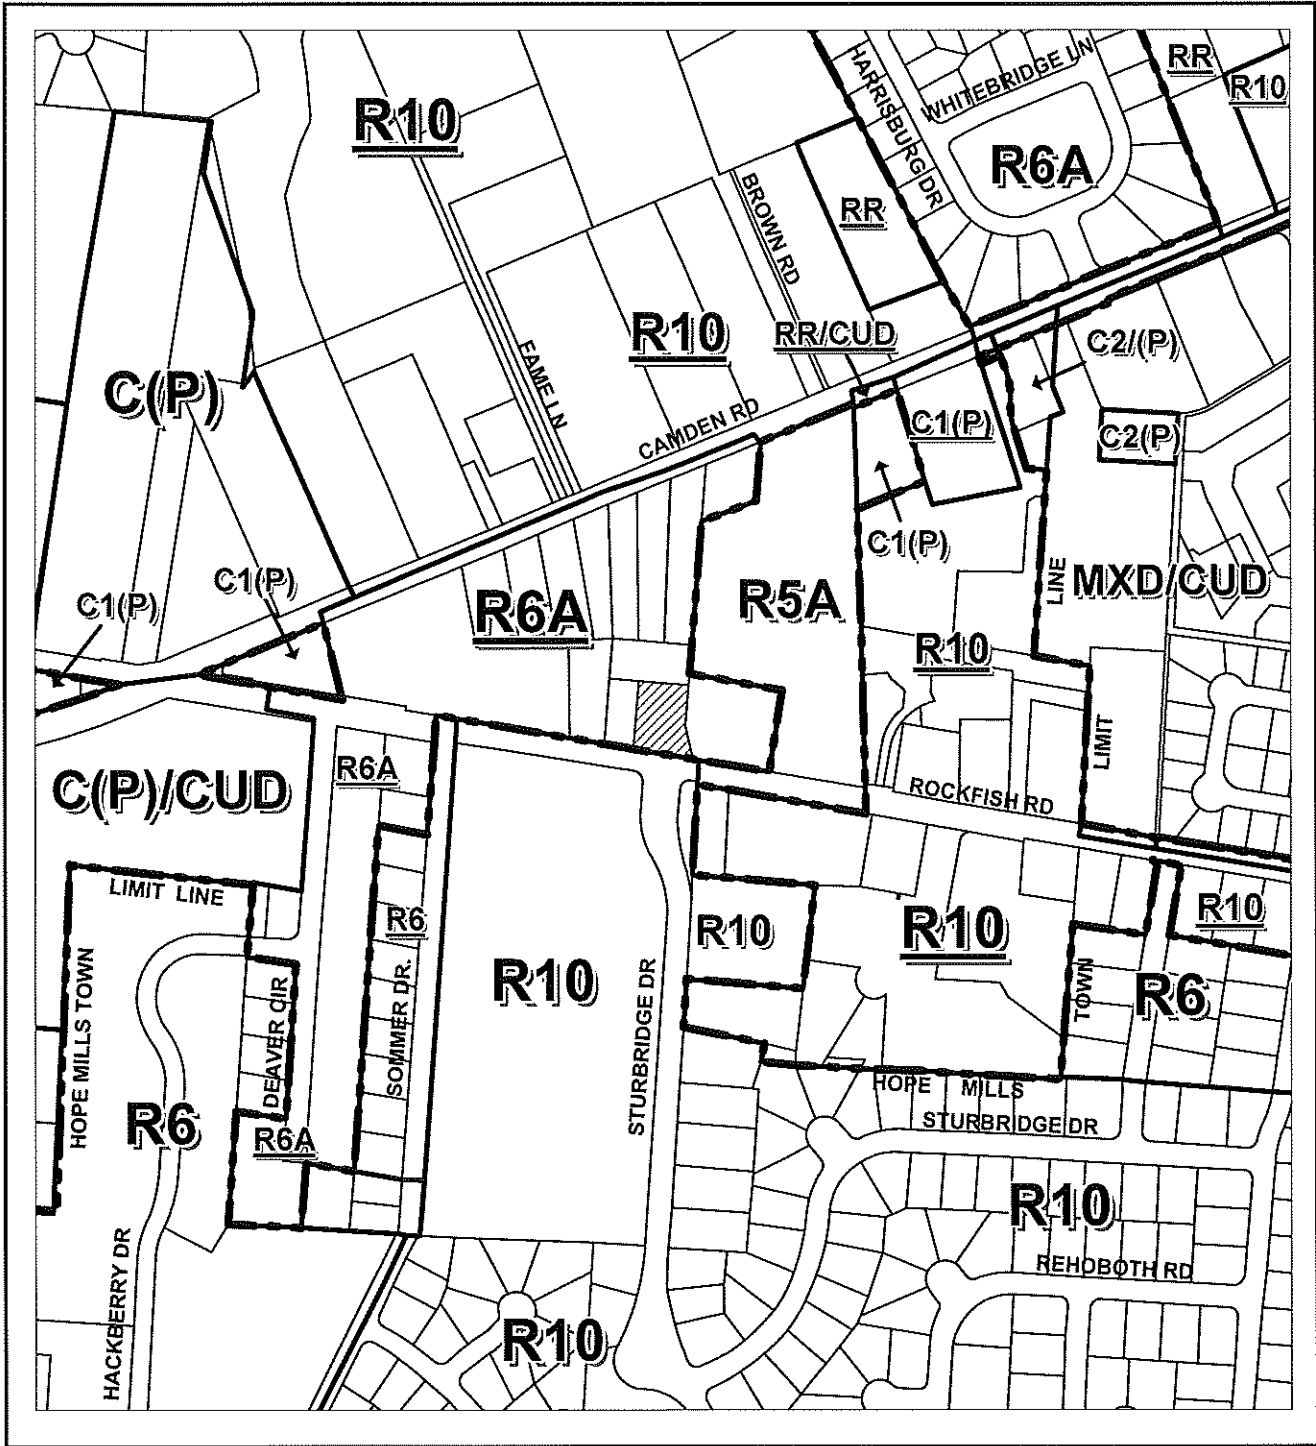 RR
R10
HARRISBURG DR
WHITEBRIDGE LN
R10
R6A
BROWN RD
RR
R10
RR/CUD
C2/(P)
FAME LN
C(P)
CAMDEN RD
C1(P)
C2(P)
C1(P)
C1(P)
C1(P)
R6A
R5A
LINE
MXD/CUD
R10
LIMIT
R6A
C(P)/CUD
ROCKFISH RD
LIMIT LINE
R6
R10
R10
R10
R10
TOWN
R6
HOPE MILLS TOWN
DEAVER CIR
SOMMER DR.
STURBRIDGE DR
HOPE MILLS
R6
R6A
STURBRIDGE DR
R10
HACKBERRY DR
REHOBOTH RD
R10